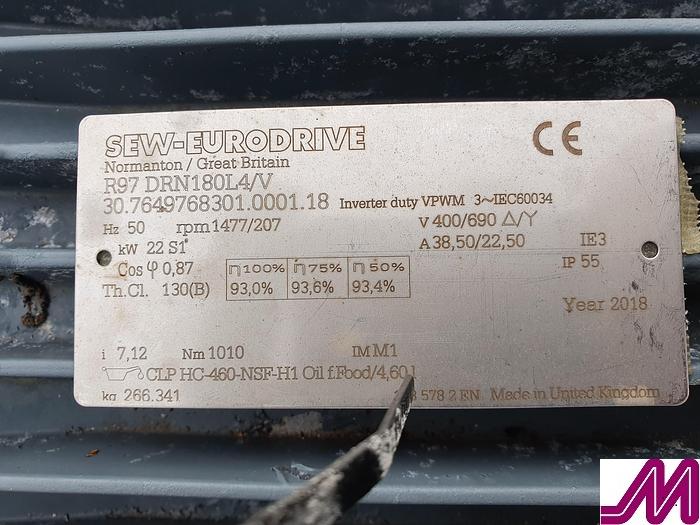 SEW-EURODRIVE
CE
Normanton / Great Britain
R97 DRN180L4/V
30.7649768301.0001.18 Inverter duty VPWM 3~IEC60034
Hz 50 rpm 1477/207 V 400/690 △/Y
kW 22 S1 A 38,50/22,50 IE3
Cos φ 0,87 η100% η75% η50% IP 55
Th.Cl. 130(B) 93,0% 93,6% 93,4%
Year 2018
i 7,12 Nm 1010 IM M1
CLP HC-460-NSF-H1 Oil f.Food/4,60 l
kg 266.341 578 2 EN Made in United Kingdom
M